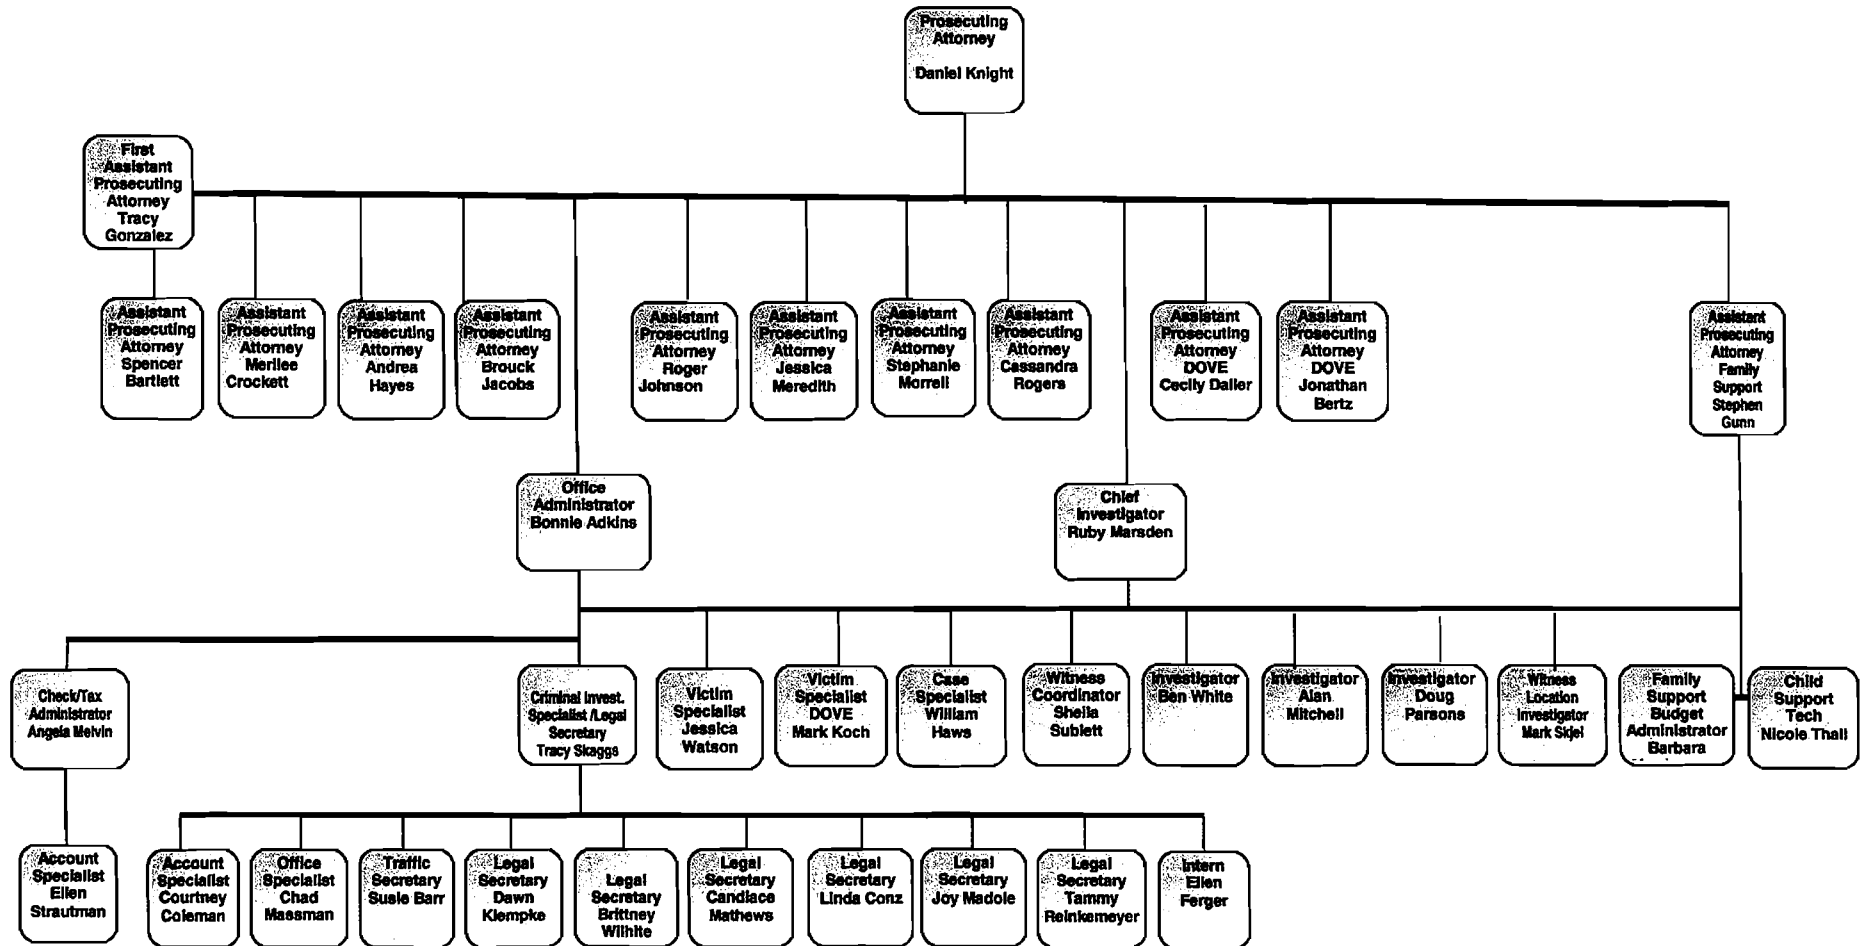 Prosecuting
Attorney
Daniel Knight
First
Assistant
Prosecuting
Attorney
Tracy
Gonzalez
Assistant
Prosecuting
Attorney
Spencer
Bartlett
Assistant
Prosecuting
Attorney
Merilee
Crockett
Assistant
Prosecuting
Attorney
Andrea
Hayes
Assistant
Prosecuting
Attorney
Brouck
Jacobs
Assistant
Prosecuting
Attorney
Roger
Johnson
Assistant
Prosecuting
Attorney
Jessica
Meredith
Assistant
Prosecuting
Attorney
Stephanie
Morrell
Assistant
Prosecuting
Attorney
Cassandra
Rogers
Assistant
Prosecuting
Attorney
DOVE
Cecily Daller
Assistant
Prosecuting
Attorney
DOVE
Jonathan
Bertz
Assistant
Prosecuting
Attorney
Family
Support
Stephen
Gunn
Office
Administrator
Bonnie Adkins
Chief
Investigator
Ruby Marsden
Check/Tax
Administrator
Angela Melvin
Criminal Invest.
Specialist /Legal
Secretary
Tracy Skaggs
Victim
Specialist
Jessica
Watson
Victim
Specialist
DOVE
Mark Koch
Case
Specialist
William
Haws
Witness
Coordinator
Sheila
Sublett
Investigator
Ben White
Investigator
Alan
Mitchell
Investigator
Doug
Parsons
Witness
Location
Investigator
Mark Skjel
Family
Support
Budget
Administrator
Barbara
Child
Support
Tech
Nicole Thall
Account
Specialist
Ellen
Strautman
Account
Specialist
Courtney
Coleman
Office
Specialist
Chad
Massman
Traffic
Secretary
Susie Barr
Legal
Secretary
Dawn
Klempke
Legal
Secretary
Brittney
Wilhite
Legal
Secretary
Candiace
Mathews
Legal
Secretary
Linda Conz
Legal
Secretary
Joy Madole
Legal
Secretary
Tammy
Reinkemeyer
Intern
Ellen
Ferger